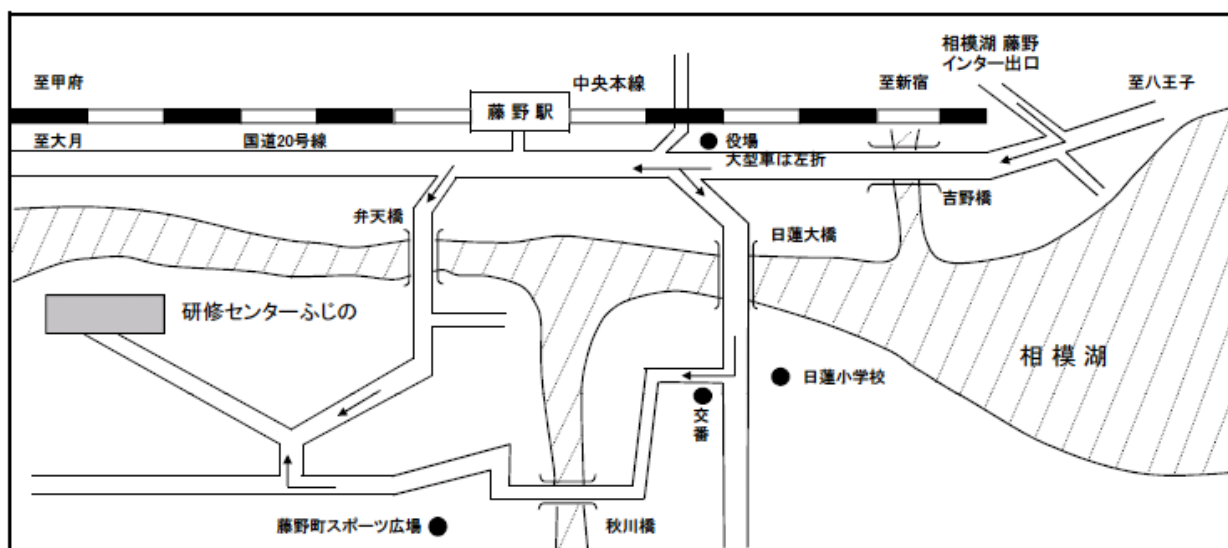 相模湖 藤野
インター出口
至甲府
中央本線
至新宿
至八王子
藤野駅
至大月
国道20号線
役場
大型車は左折
吉野橋
弁天橋
日蓮大橋
研修センターふじの
相模湖
日蓮小学校
交番
藤野町スポーツ広場
秋川橋